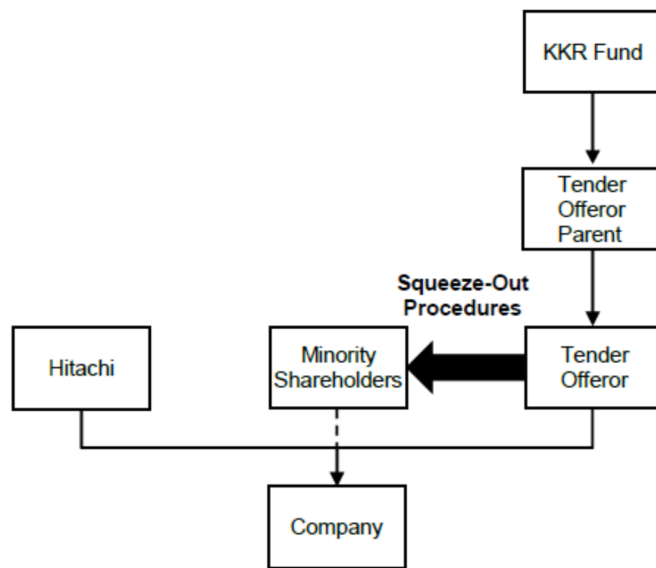 KKR Fund
Tender
Offeror
Parent
Squeeze-Out
Procedures
Hitachi
Minority
Shareholders
Tender
Offeror
Company